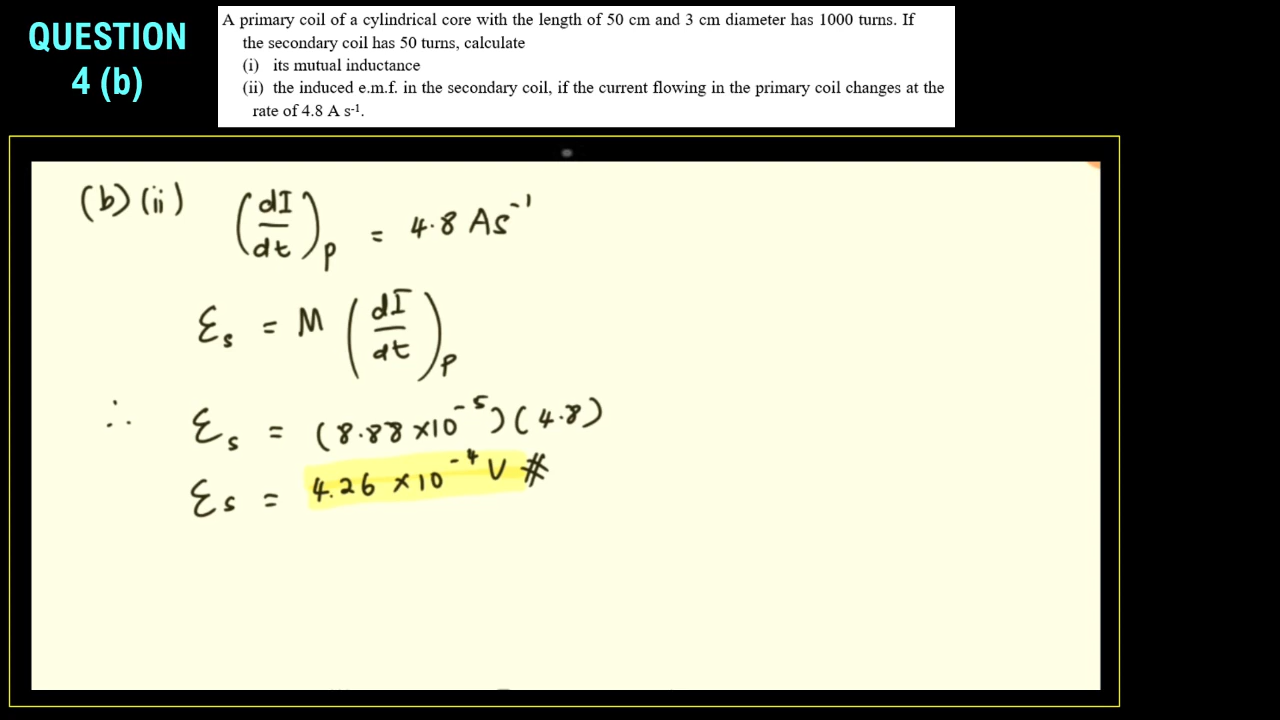 QUESTION
4 (b)
A primary coil of a cylindrical core with the length of 50 cm and 3 cm diameter has 1000 turns. If
the secondary coil has 50 turns, calculate
(i) its mutual inductance
(ii) the induced e.m.f. in the secondary coil, if the current flowing in the primary coil changes at the
rate of 4.8 A s⁻¹.
(b) (ii) (dI/dt)ₚ = 4.8 As⁻¹
Ɛₛ = M (dI/dt)ₚ
∴ Ɛₛ = (8.88 ×10⁻⁵)(4.8)
Ɛₛ = 4.26 ×10⁻⁴ V #